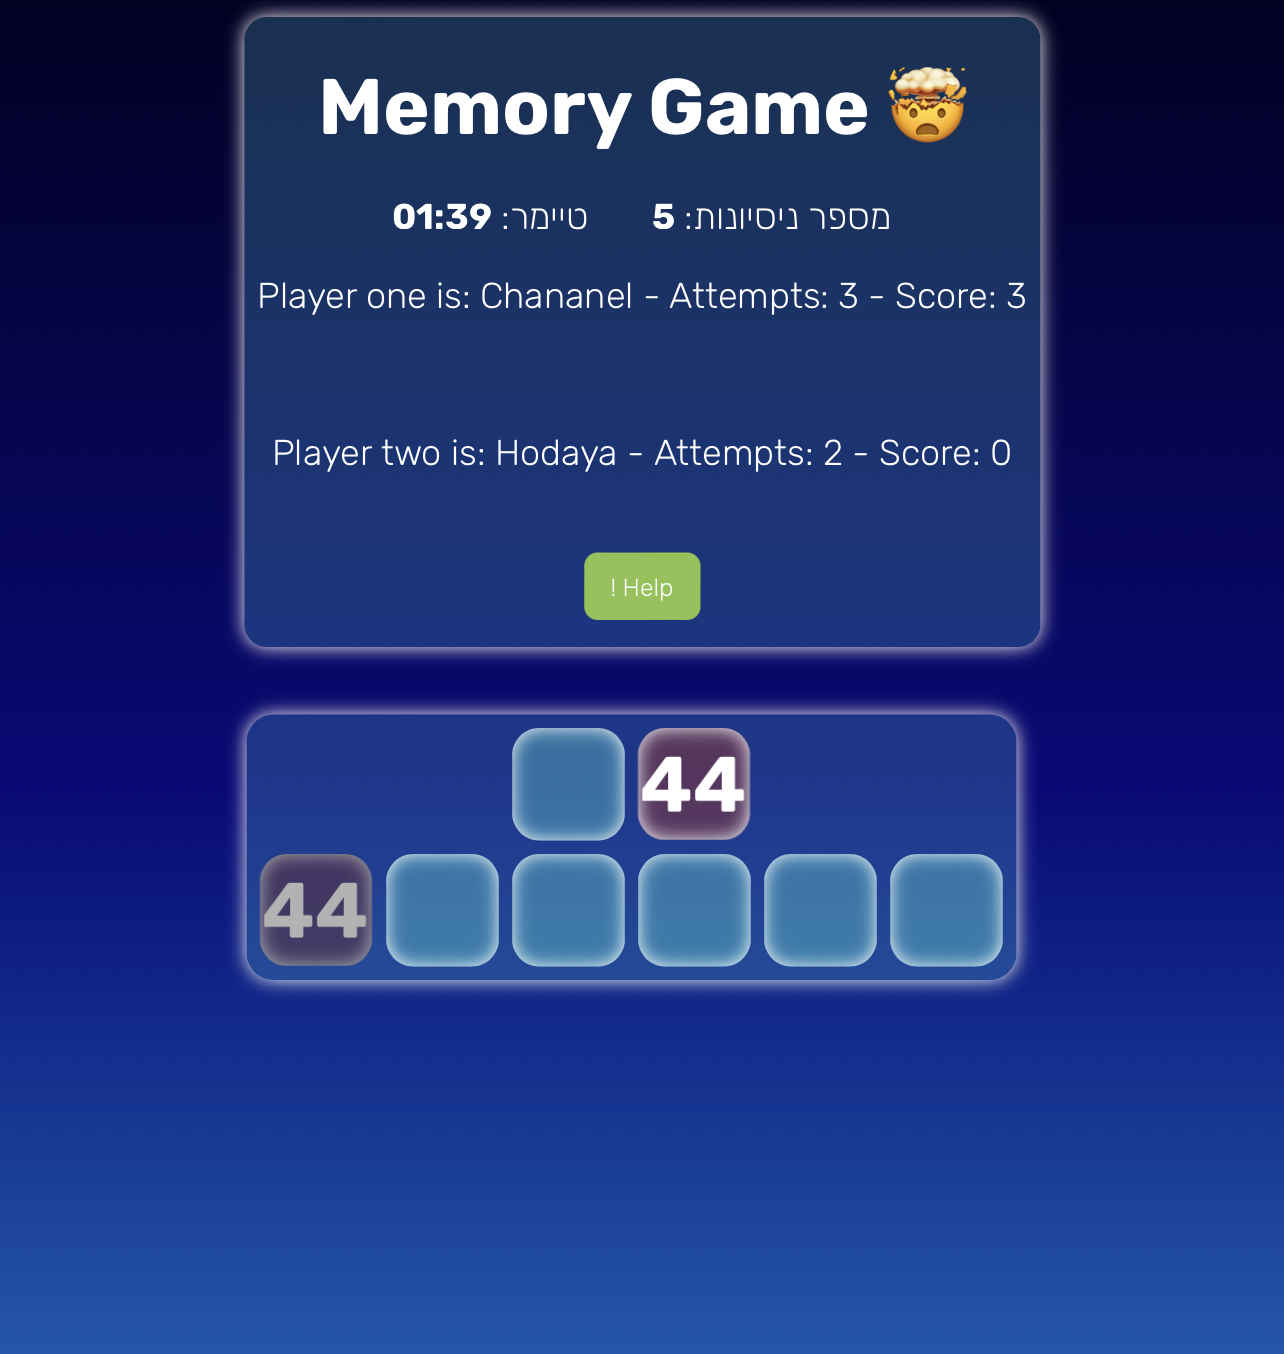 Memory Game 🤯
מספר ניסיונות: 5 טיימר: 01:39
Player one is: Chananel - Attempts: 3 - Score: 3
Player two is: Hodaya - Attempts: 2 - Score: 0
! Help
44
44